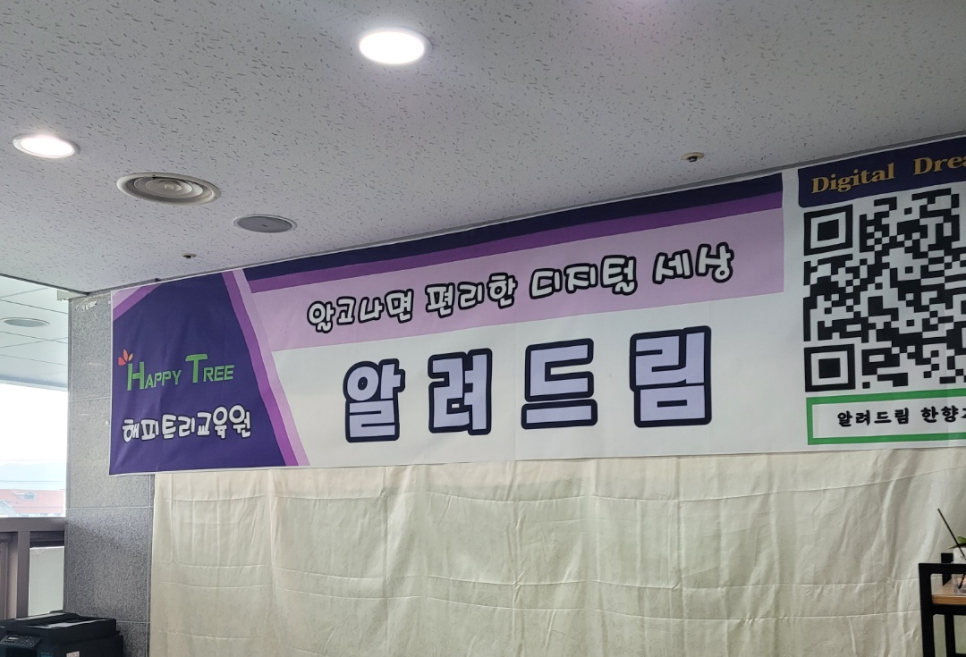 HAPPY TREE
해피트리교육원
알고나면 편리한 디지털 세상
알려드림
Digital
알려드림 한향